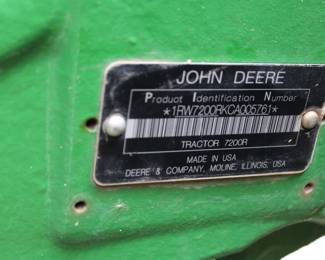 JOHN DEERE
Product Identification Number
*1RW7200RKCA005761*
TRACTOR 7200R
MADE IN USA
DEERE & COMPANY, MOLINE, ILLINOIS, USA